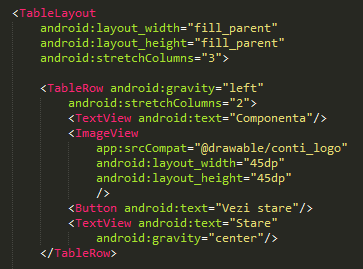 <TableLayout
    android:layout_width="fill_parent"
    android:layout_height="fill_parent"
    android:stretchColumns="3">

    <TableRow android:gravity="left"
        android:stretchColumns="2">
        <TextView android:text="Componenta"/>
        <ImageView
            app:srcCompat="@drawable/conti_logo"
            android:layout_width="45dp"
            android:layout_height="45dp"
            />
        <Button android:text="Vezi stare"/>
        <TextView android:text="Stare"
            android:gravity="center"/>
    </TableRow>